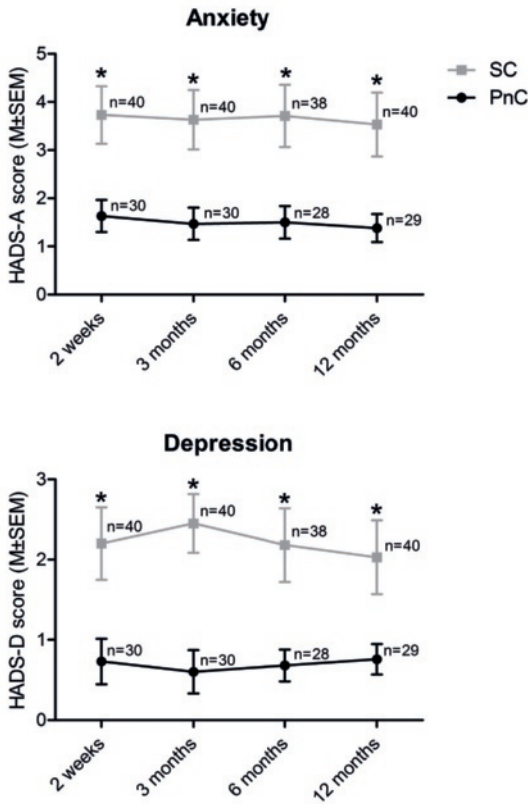 Anxiety
HADS-A score (M±SEM)
5
4
3
2
1
0
* * * *
n=40 n=40 n=38 n=40
n=30 n=30 n=28 n=29
2 weeks
3 months
6 months
12 months
SC
PnC
Depression
HADS-D score (M±SEM)
3
2
1
0
* * * *
n=40 n=40 n=38 n=40
n=30 n=30 n=28 n=29
2 weeks
3 months
6 months
12 months